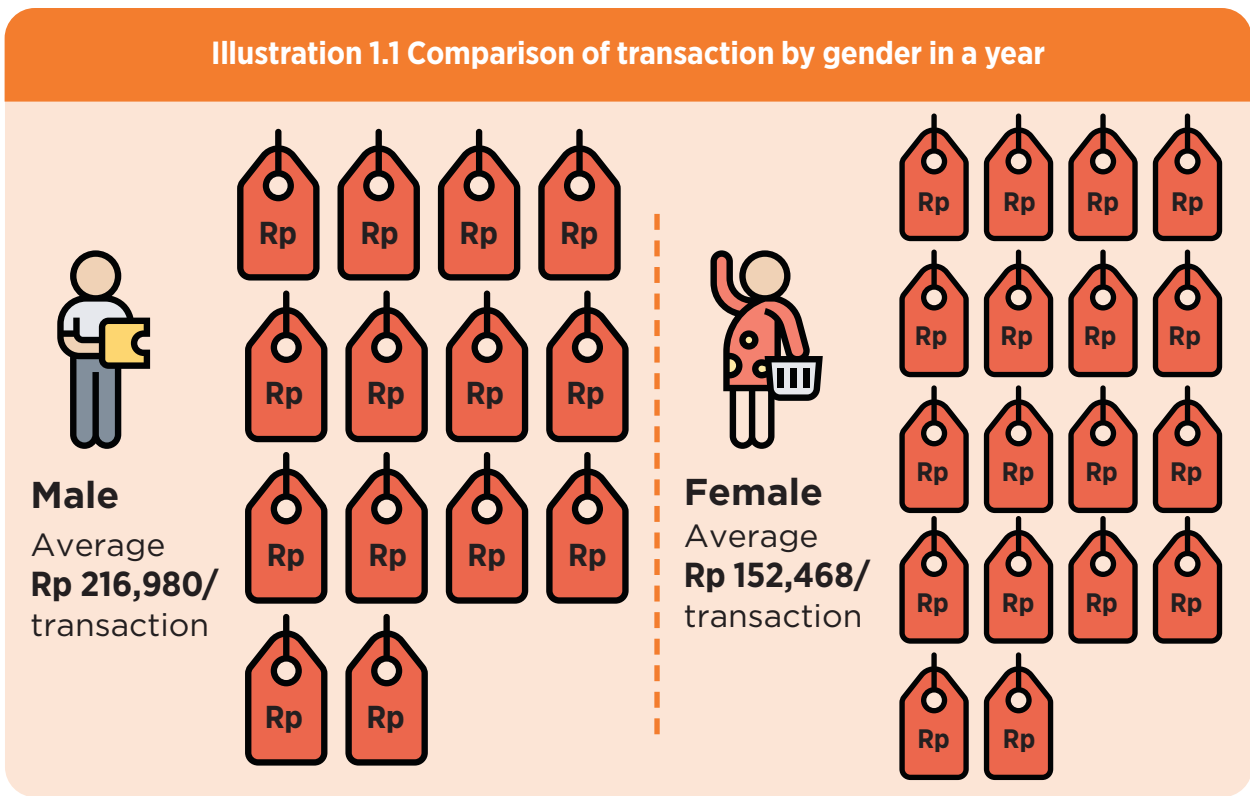 Illustration 1.1 Comparison of transaction by gender in a year
Rp Rp Rp Rp
Rp Rp Rp Rp
Rp Rp Rp Rp
Rp Rp
Male
Average
Rp 216,980/
transaction
Rp Rp Rp Rp
Rp Rp Rp Rp
Rp Rp Rp Rp
Rp Rp Rp Rp
Rp Rp
Female
Average
Rp 152,468/
transaction